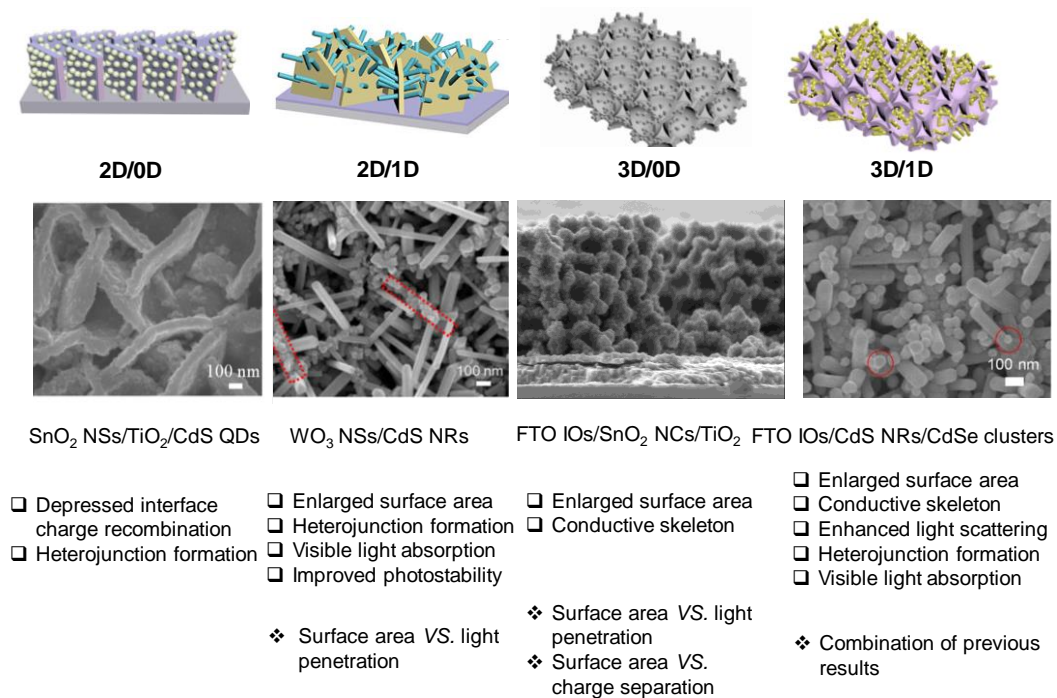 2D/0D
2D/1D
3D/0D
3D/1D
100 nm
100 nm
100 nm
SnO₂ NSs/TiO₂/CdS QDs
WO₃ NSs/CdS NRs
FTO IOs/SnO₂ NCs/TiO₂
FTO IOs/CdS NRs/CdSe clusters
❑ Depressed interface
charge recombination
❑ Heterojunction formation
❑ Enlarged surface area
❑ Heterojunction formation
❑ Visible light absorption
❑ Improved photostability
❖ Surface area VS. light
penetration
❑ Enlarged surface area
❑ Conductive skeleton
❖ Surface area VS. light
penetration
❖ Surface area VS.
charge separation
❑ Enlarged surface area
❑ Conductive skeleton
❑ Enhanced light scattering
❑ Heterojunction formation
❑ Visible light absorption
❖ Combination of previous
results